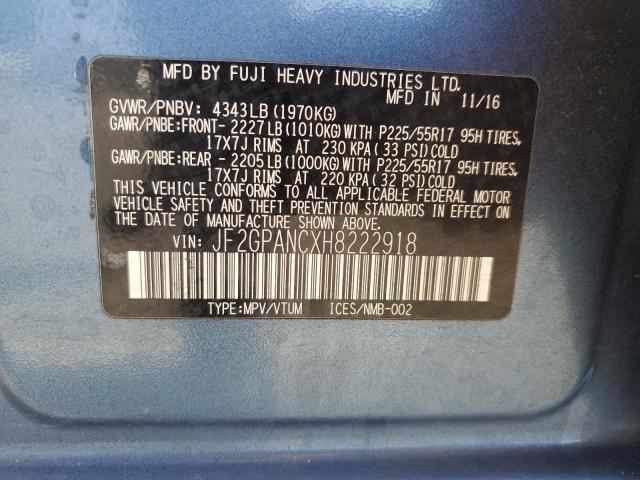 MFD BY FUJI HEAVY INDUSTRIES LTD.
MFD IN 11/16
GVWR/PNBV: 4343LB (1970KG)
GAWR/PNBE:FRONT- 2227LB (1010KG) WITH P225/55R17 95H TIRES,
17X7J RIMS AT 230 KPA (33 PSI) COLD
GAWR/PNBE:REAR - 2205LB (1000KG) WITH P225/55R17 95H TIRES,
17X7J RIMS AT 220 KPA (32 PSI) COLD
THIS VEHICLE CONFORMS TO ALL APPLICABLE FEDERAL MOTOR
VEHICLE SAFETY AND THEFT PREVENTION STANDARDS IN EFFECT ON
THE DATE OF MANUFACTURE SHOWN ABOVE.
VIN: JF2GPANCXH8222918
TYPE:MPV/VTUM ICES/NMB-002